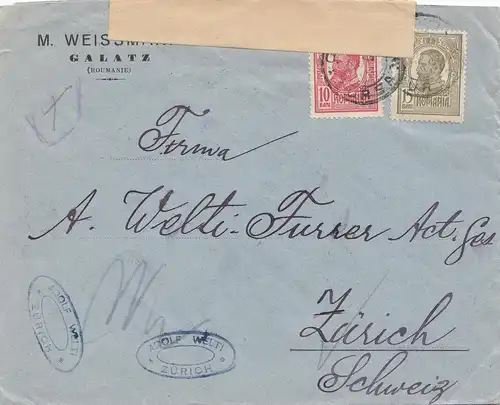 M. WEISSMAN
GALATZ
(ROUMANIE)
10 BANI
ROMANIA
15
ROMANIA
Firma
A. Welti-Furrer Act. Ges
Zürich
Schweiz
ADOLF WELTI
ZÜRICH
ADOLF WELTI
ZÜRICH